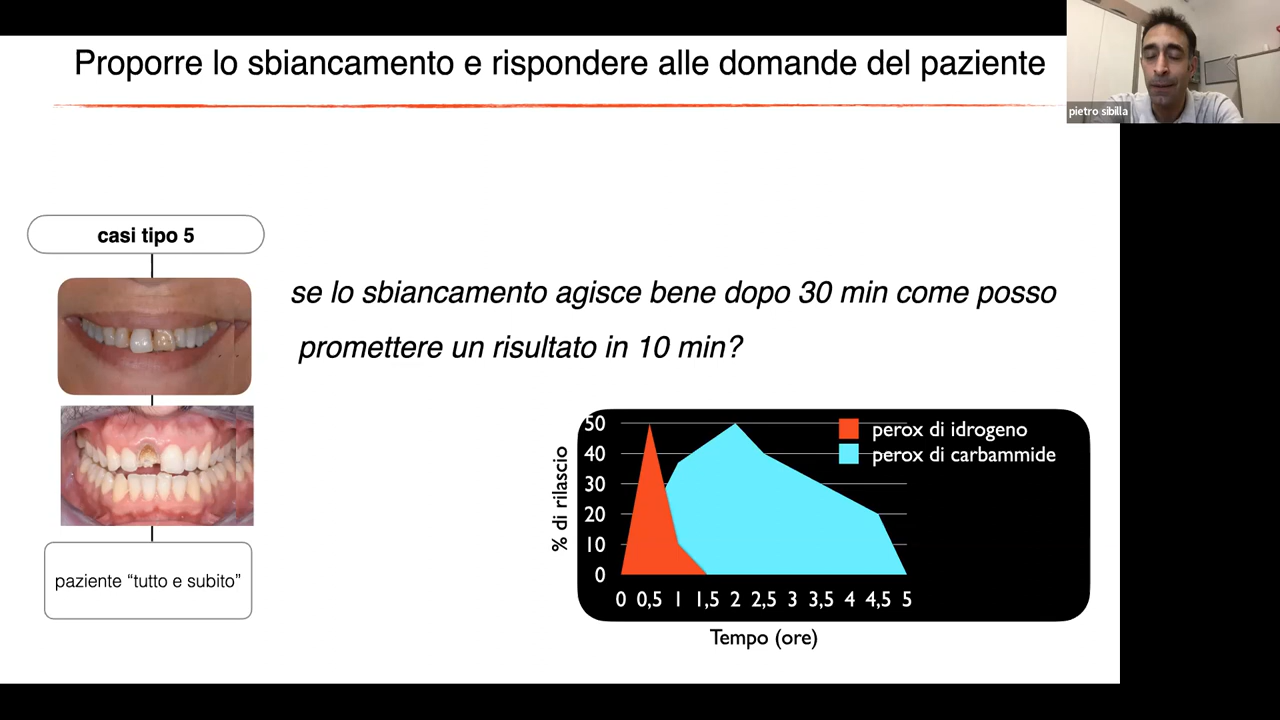 Proporre lo sbiancamento e rispondere alle domande del paziente
pietro sibilla
casi tipo 5
se lo sbiancamento agisce bene dopo 30 min come posso
promettere un risultato in 10 min?
paziente “tutto e subito”
perox di idrogeno
perox di carbammide
% di rilascio
50
40
30
20
10
0
0 0,5 1 1,5 2 2,5 3 3,5 4 4,5 5
Tempo (ore)